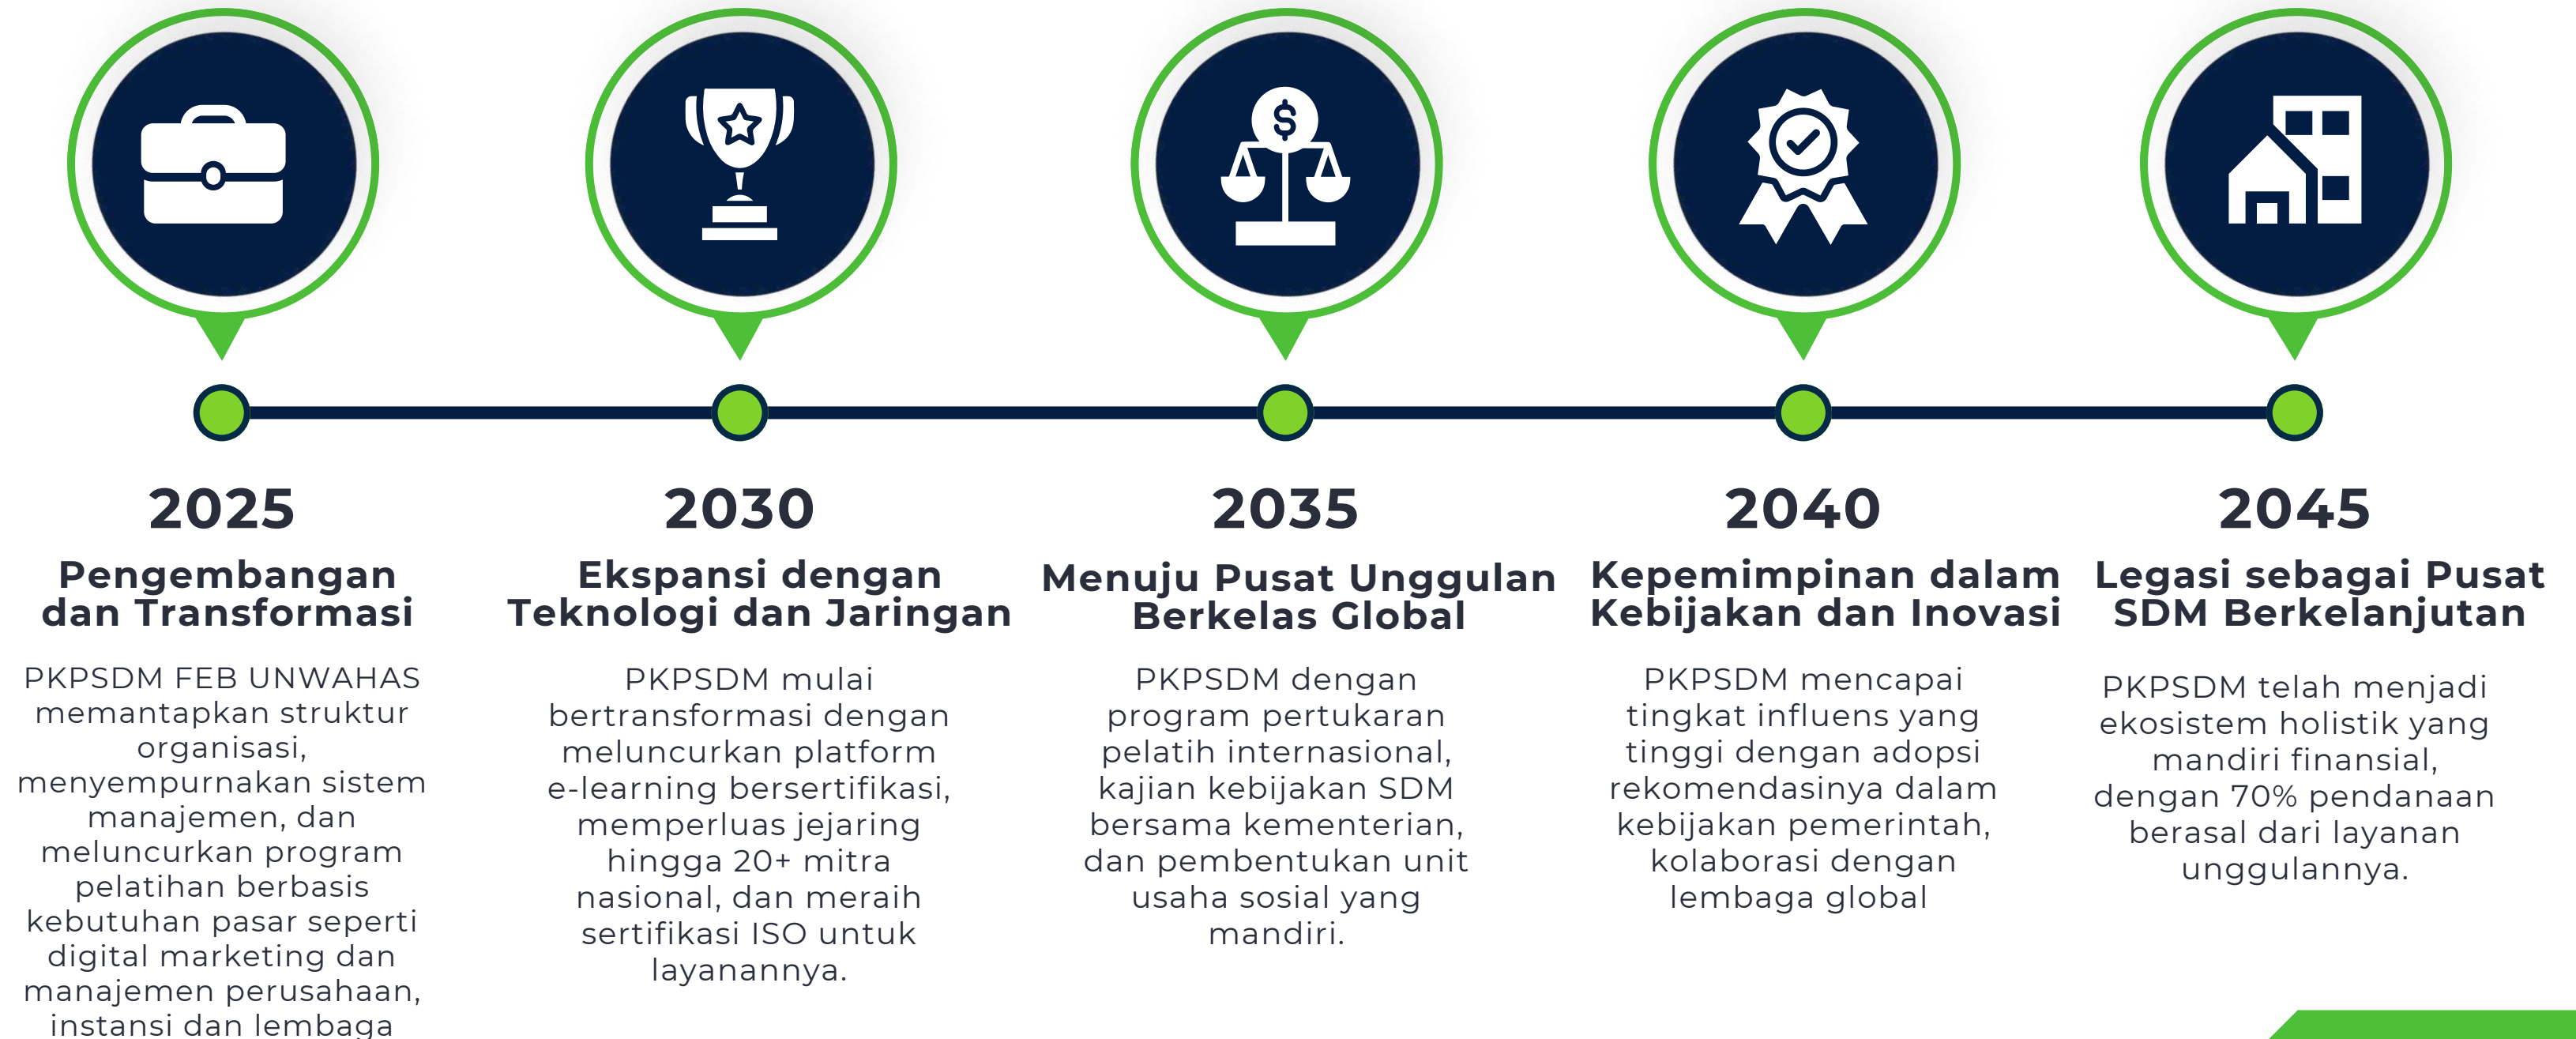 2025
Pengembangan
dan Transformasi
PKPSDM FEB UNWAHAS
memantapkan struktur
organisasi,
menyempurnakan sistem
manajemen, dan
meluncurkan program
pelatihan berbasis
kebutuhan pasar seperti
digital marketing dan
manajemen perusahaan,
instansi dan lembaga
2030
Ekspansi dengan
Teknologi dan Jaringan
PKPSDM mulai
bertransformasi dengan
meluncurkan platform
e-learning bersertifikasi,
memperluas jejaring
hingga 20+ mitra
nasional, dan meraih
sertifikasi ISO untuk
layanannya.
2035
Menuju Pusat Unggulan
Berkelas Global
PKPSDM dengan
program pertukaran
pelatih internasional,
kajian kebijakan SDM
bersama kementerian,
dan pembentukan unit
usaha sosial yang
mandiri.
2040
Kepemimpinan dalam
Kebijakan dan Inovasi
PKPSDM mencapai
tingkat influens yang
tinggi dengan adopsi
rekomendasinya dalam
kebijakan pemerintah,
kolaborasi dengan
lembaga global
2045
Legasi sebagai Pusat
SDM Berkelanjutan
PKPSDM telah menjadi
ekosistem holistik yang
mandiri finansial,
dengan 70% pendanaan
berasal dari layanan
unggulannya.
$